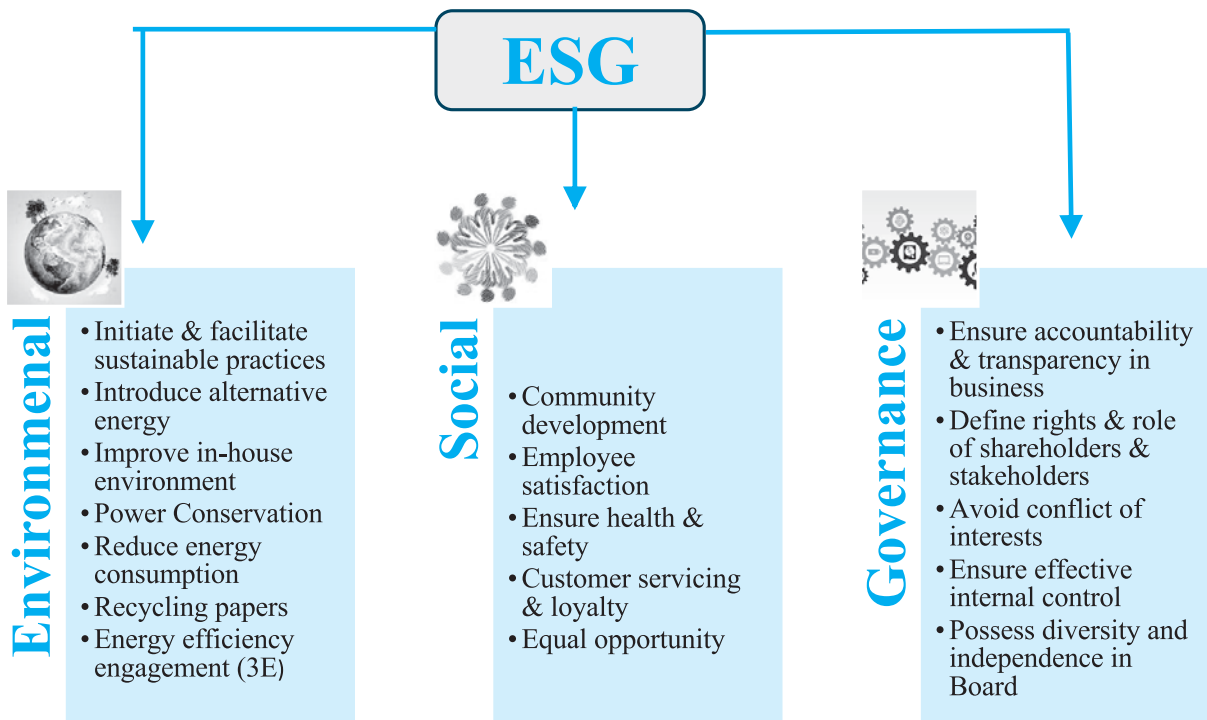 ESG
Environmenal
• Initiate & facilitate
sustainable practices
• Introduce alternative
energy
• Improve in-house
environment
• Power Conservation
• Reduce energy
consumption
• Recycling papers
• Energy efficiency
engagement (3E)
Social
• Community
development
• Employee
satisfaction
• Ensure health &
safety
• Customer servicing
& loyalty
• Equal opportunity
Governance
• Ensure accountability
& transparency in
business
• Define rights & role
of shareholders &
stakeholders
• Avoid conflict of
interests
• Ensure effective
internal control
• Possess diversity and
independence in
Board